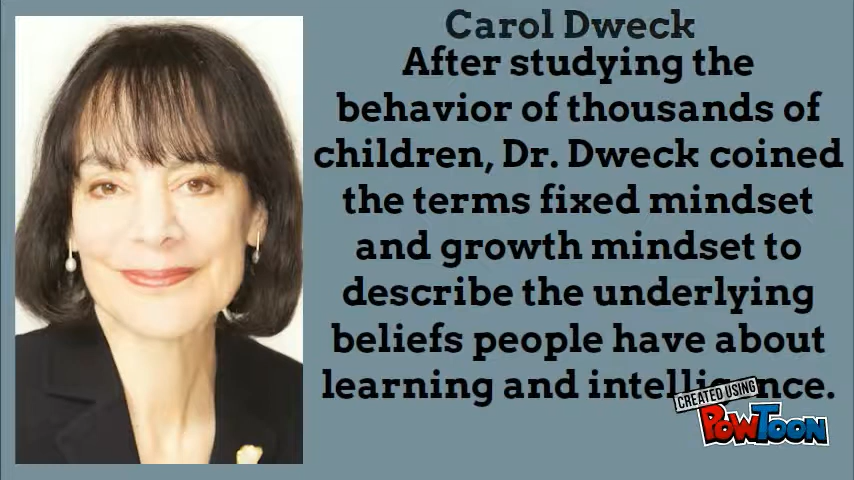 Carol Dweck
After studying the
behavior of thousands of
children, Dr. Dweck coined
the terms fixed mindset
and growth mindset to
describe the underlying
beliefs people have about
learning and intelligence.
CREATED USING
POWTOON